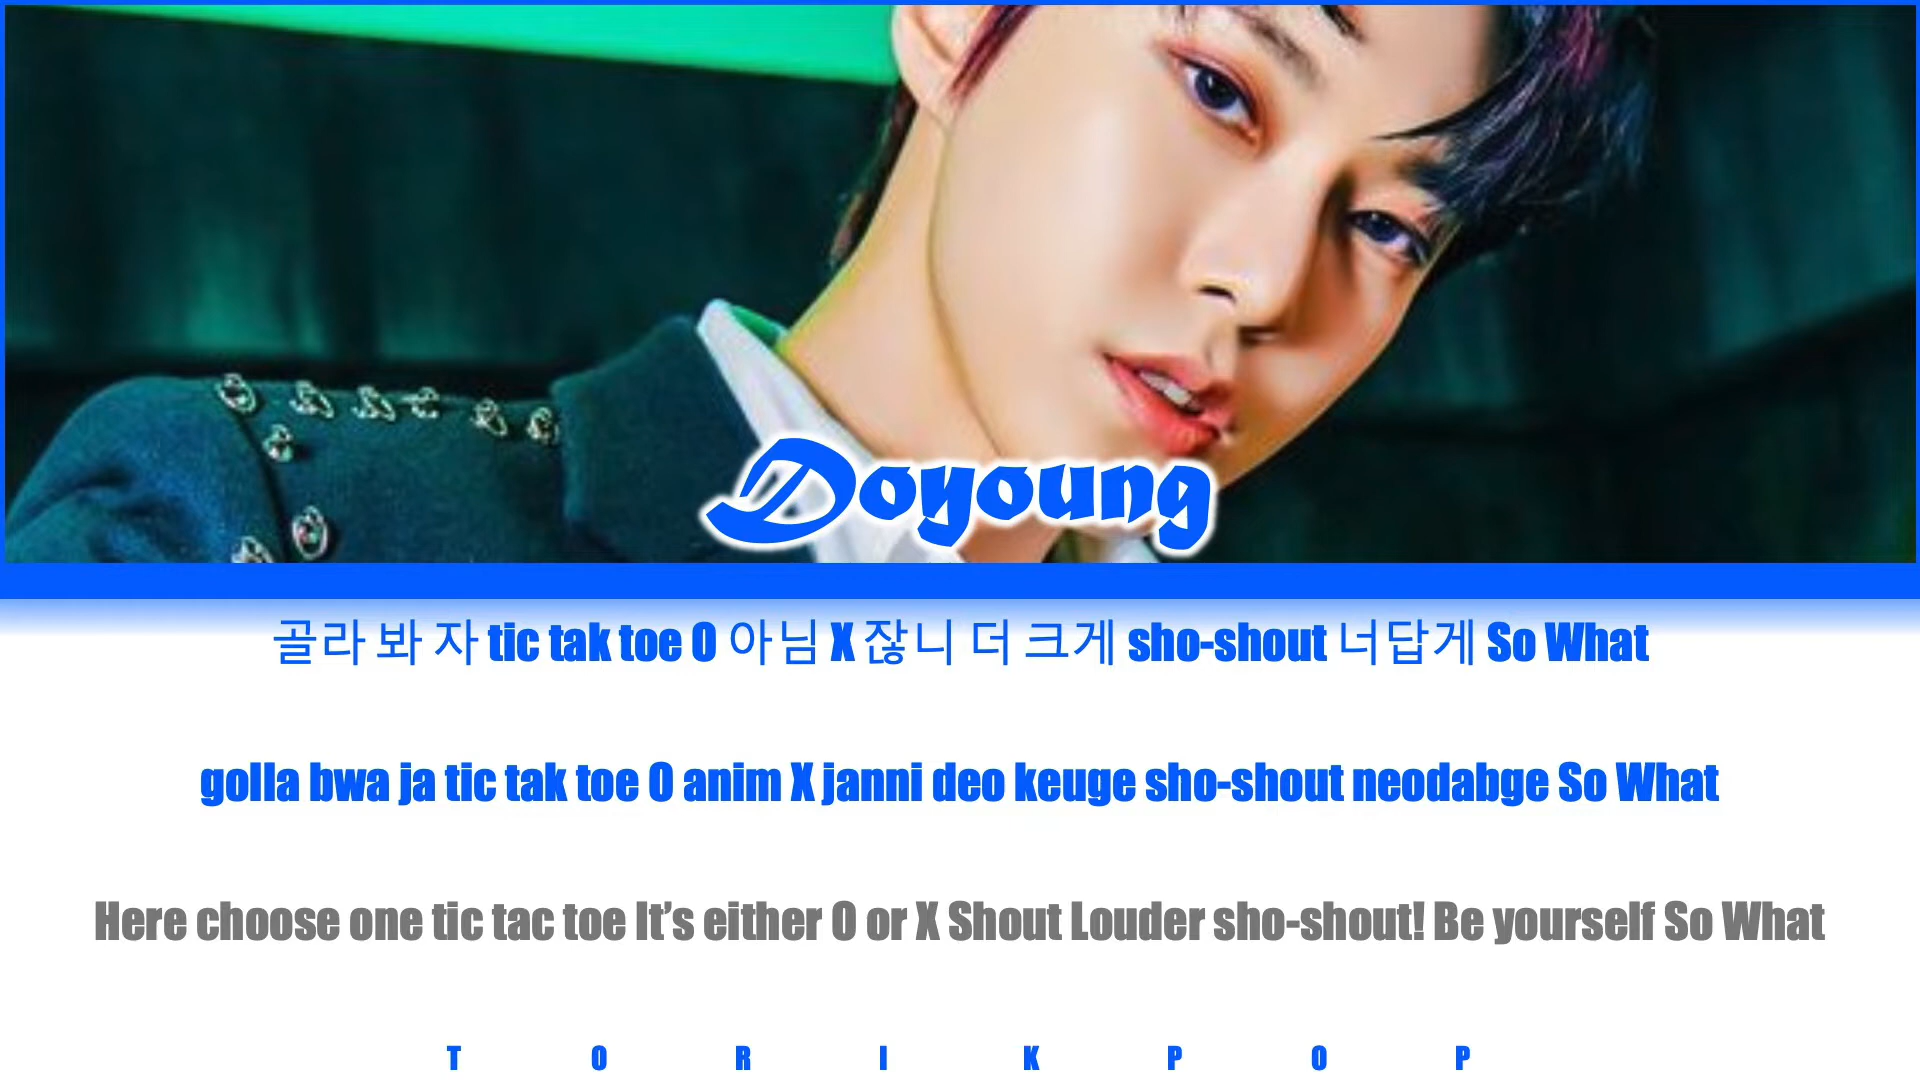 Doyoung
골라 봐 자 tic tak toe O 아님 X 잖니 더 크게 sho-shout 너답게 So What
golla bwa ja tic tak toe O anim X janni deo keuge sho-shout neodabge So What
Here choose one tic tac toe It’s either O or X Shout Louder sho-shout! Be yourself So What
T O R I K P O P